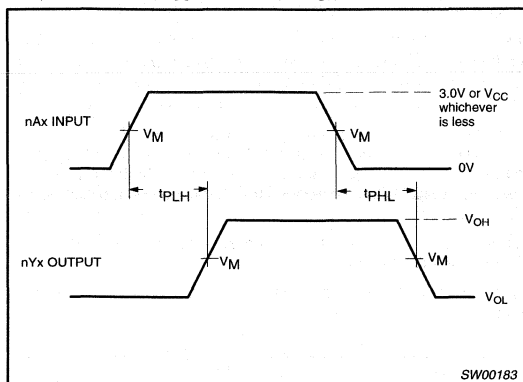 3.0V or VCC
whichever
is less
nAx INPUT
VM
VM
0V
tPLH
tPHL
VOH
nYx OUTPUT
VM
VM
VOL
SW00183